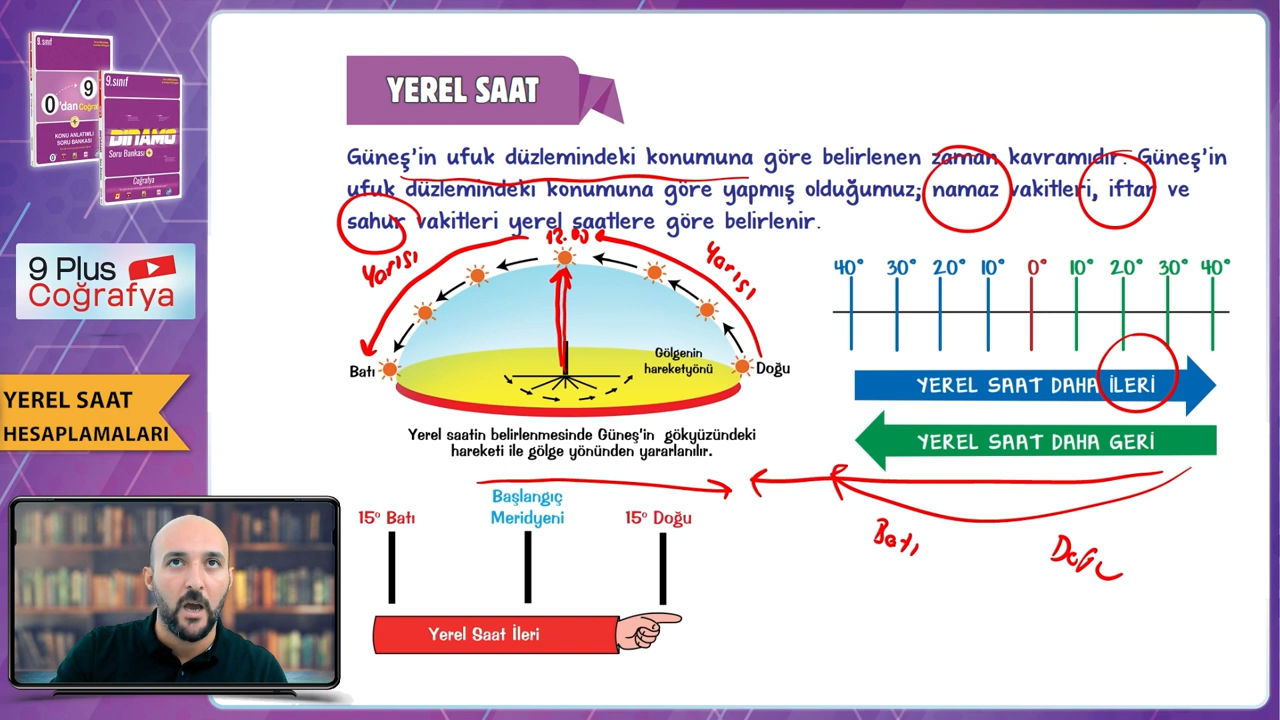 9.sınıf
0'dan 9
Coğrafya
KONU ANLATIMLI
SORU BANKASI
9.sınıf
DINAMO
Soru Bankası
Coğrafya
9 Plus
Coğrafya
YEREL SAAT
HESAPLAMALARI
YEREL SAAT
Güneş'in ufuk düzlemindeki konumuna göre belirlenen zaman kavramıdır. Güneş'in
ufuk düzlemindeki konumuna göre yapmış olduğumuz; namaz vakitleri, iftar ve
sahur vakitleri yerel saatlere göre belirlenir.
12.00
Yarısı
Yarısı
Batı
Gölgenin
hareketyönü
Doğu
Yerel saatin belirlenmesinde Güneş'in gökyüzündeki
hareketi ile gölge yönünden yararlanılır.
40° 30° 20° 10° 0° 10° 20° 30° 40°
YEREL SAAT DAHA İLERİ
YEREL SAAT DAHA GERİ
Batı
Doğu
15° Batı
Başlangıç
Meridyeni
15° Doğu
Yerel Saat İleri